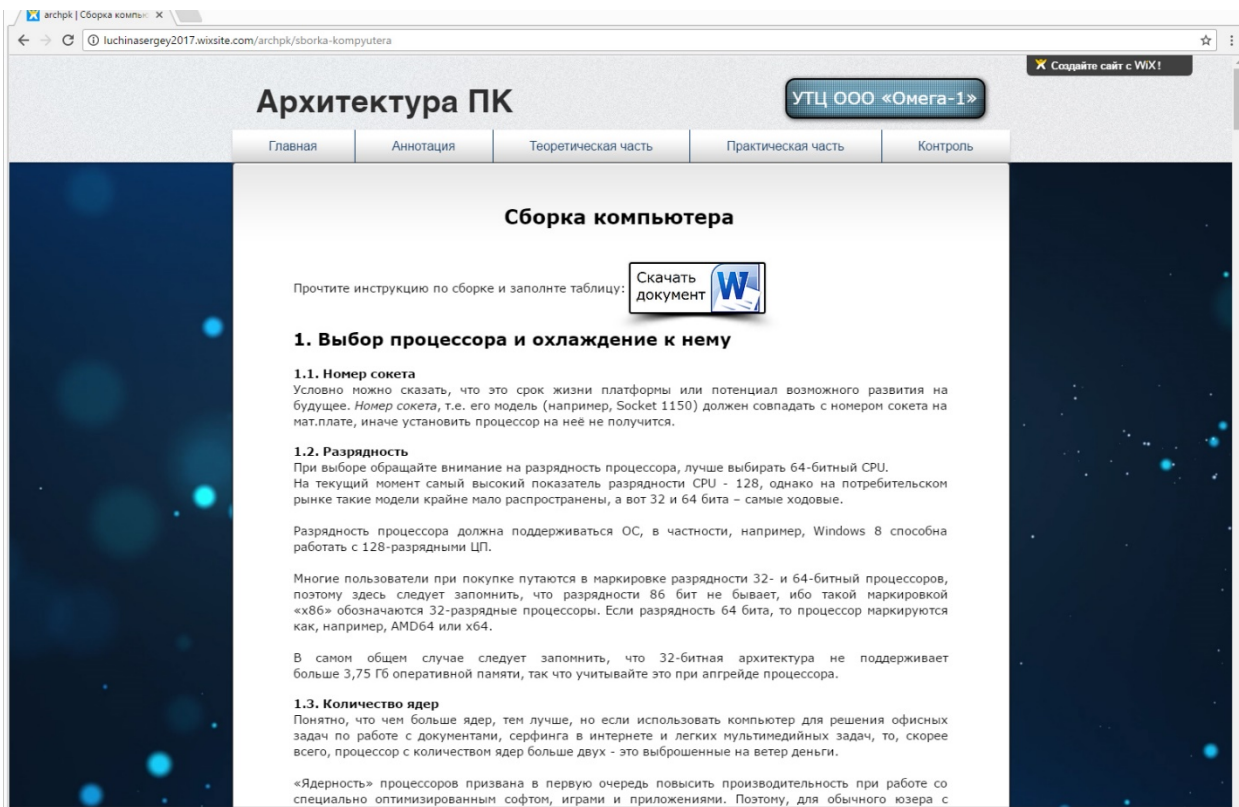 archpk | Сборка компью
luchinasergey2017.wixsite.com/archpk/sborka-kompyutera
Создайте сайт с WiX!
Архитектура ПК
УТЦ ООО «Омега-1»
Главная Аннотация Теоретическая часть Практическая часть Контроль
Сборка компьютера
Прочтите инструкцию по сборке и заполнте таблицу:
Скачать
документ
W
1. Выбор процессора и охлаждение к нему
1.1. Номер сокета
Условно можно сказать, что это срок жизни платформы или потенциал возможного развития на
будущее. Номер сокета, т.е. его модель (например, Socket 1150) должен совпадать с номером сокета на
мат.плате, иначе установить процессор на неё не получится.
1.2. Разрядность
При выборе обращайте внимание на разрядность процессора, лучше выбирать 64-битный CPU.
На текущий момент самый высокий показатель разрядности CPU - 128, однако на потребительском
рынке такие модели крайне мало распространены, а вот 32 и 64 бита – самые ходовые.
Разрядность процессора должна поддерживаться ОС, в частности, например, Windows 8 способна
работать с 128-разрядными ЦП.
Многие пользователи при покупке путаются в маркировке разрядности 32- и 64-битный процессоров,
поэтому здесь следует запомнить, что разрядности 86 бит не бывает, ибо такой маркировкой
«x86» обозначаются 32-разрядные процессоры. Если разрядность 64 бита, то процессор маркируются
как, например, AMD64 или x64.
В самом общем случае следует запомнить, что 32-битная архитектура не поддерживает
больше 3,75 Гб оперативной памяти, так что учитывайте это при апгрейде процессора.
1.3. Количество ядер
Понятно, что чем больше ядер, тем лучше, но если использовать компьютер для решения офисных
задач по работе с документами, серфинга в интернете и легких мультимедийных задач, то, скорее
всего, процессор с количеством ядер больше двух - это выброшенные на ветер деньги.
«Ядерность» процессоров призвана в первую очередь повысить производительность при работе со
специально оптимизированным софтом, играми и приложениями. Поэтому, для обычного юзера с